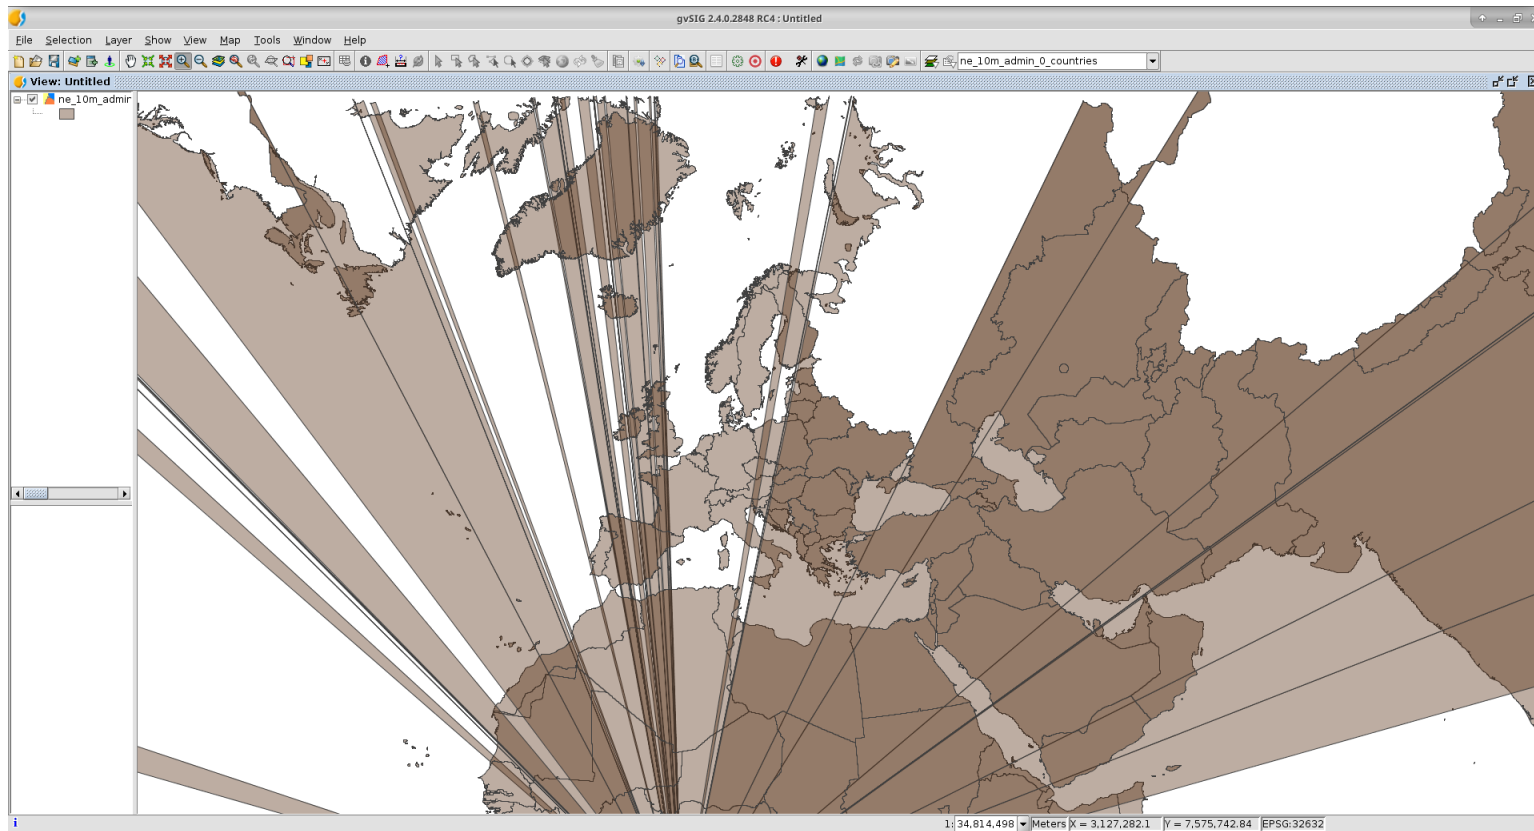 gvSIG 2.4.0.2848 RC4 : Untitled
File Selection Layer Show View Map Tools Window Help
ne_10m_admin_0_countries
View: Untitled
ne_10m_admin
1: 34,814,498 Meters X = 3,127,282.1 Y = 7,575,742.84 EPSG:32632